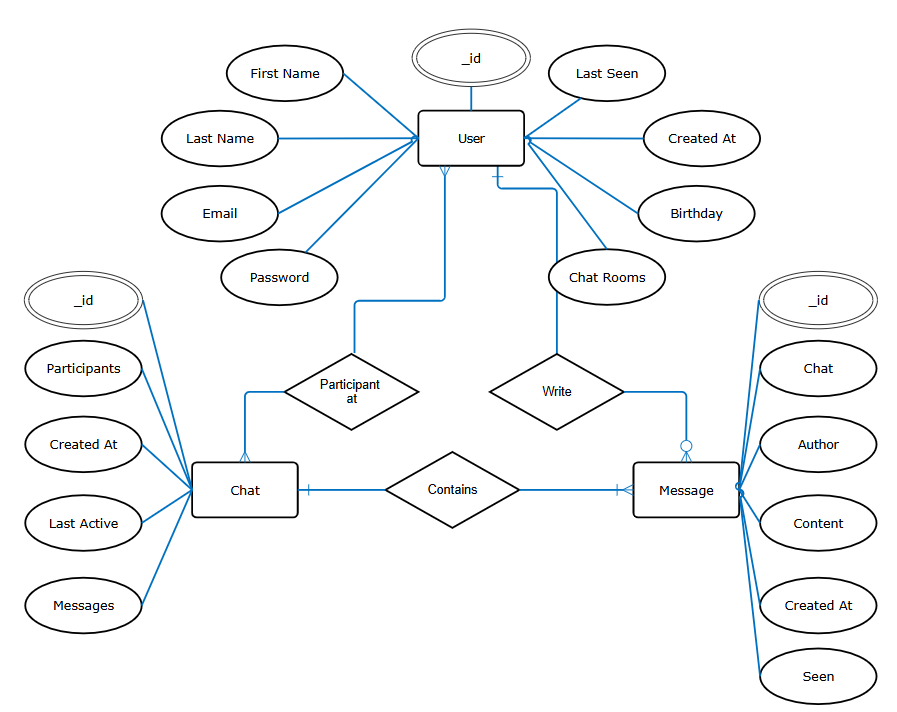 _id
First Name
Last Seen
Last Name
User
Created At
Email
Birthday
Password
Chat Rooms
_id
_id
Participants
Chat
Participant
at
Write
Created At
Author
Chat
Contains
Message
Last Active
Content
Messages
Created At
Seen